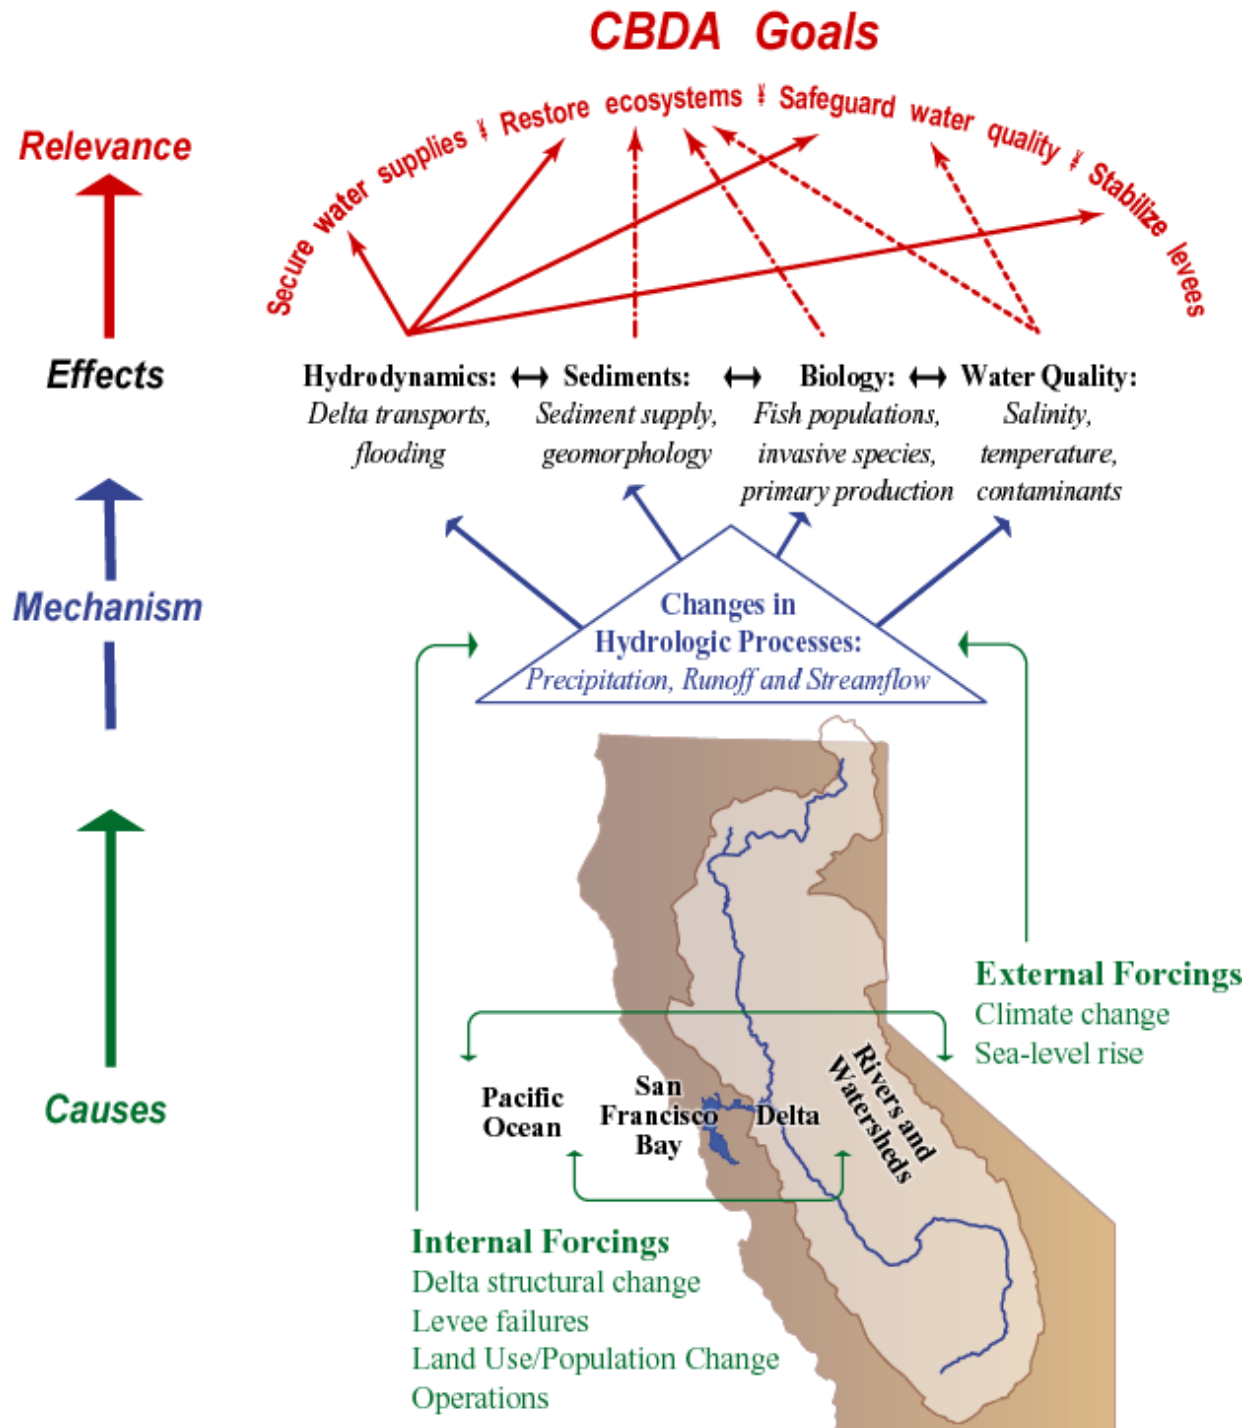 CBDA Goals
Secure water supplies ¥ Restore ecosystems ¥ Safeguard water quality ¥ Stabilize levees
Relevance
Effects
Hydrodynamics:
Delta transports,
flooding
Sediments:
Sediment supply,
geomorphology
Biology:
Fish populations,
invasive species,
primary production
Water Quality:
Salinity,
temperature,
contaminants
Mechanism
Changes in
Hydrologic Processes:
Precipitation, Runoff and Streamflow
External Forcings
Climate change
Sea-level rise
Causes
Pacific
Ocean
San
Francisco
Bay
Delta
Rivers and
Watersheds
Internal Forcings
Delta structural change
Levee failures
Land Use/Population Change
Operations